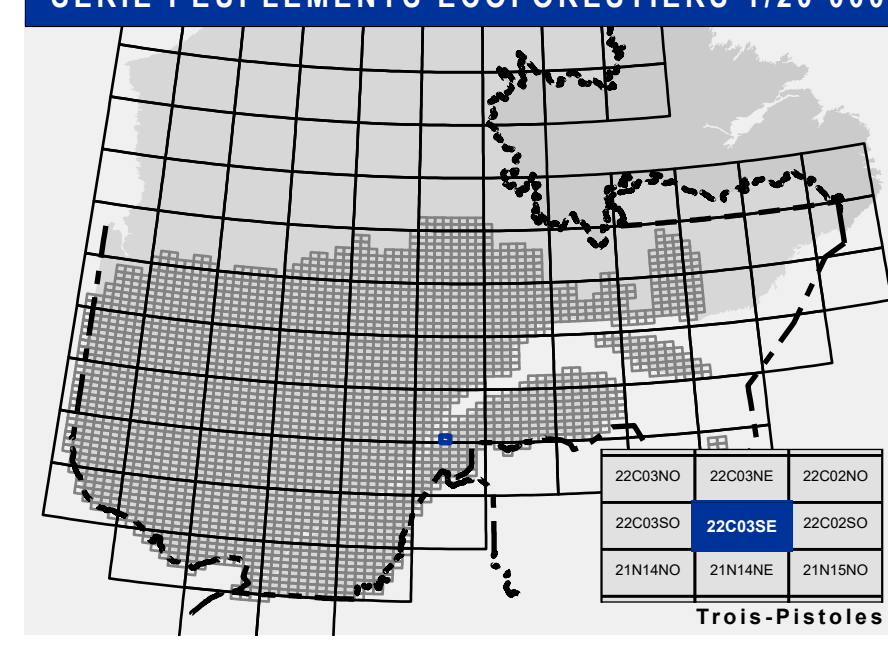 SÉRIE PEUPLEMENTS ÉCOFORESTIERS 1/20 000
22C03NO 22C03NE 22C02NO
22C03SO 22C03SE 22C02SO
21N14NO 21N14NE 21N15NO
Trois-Pistoles